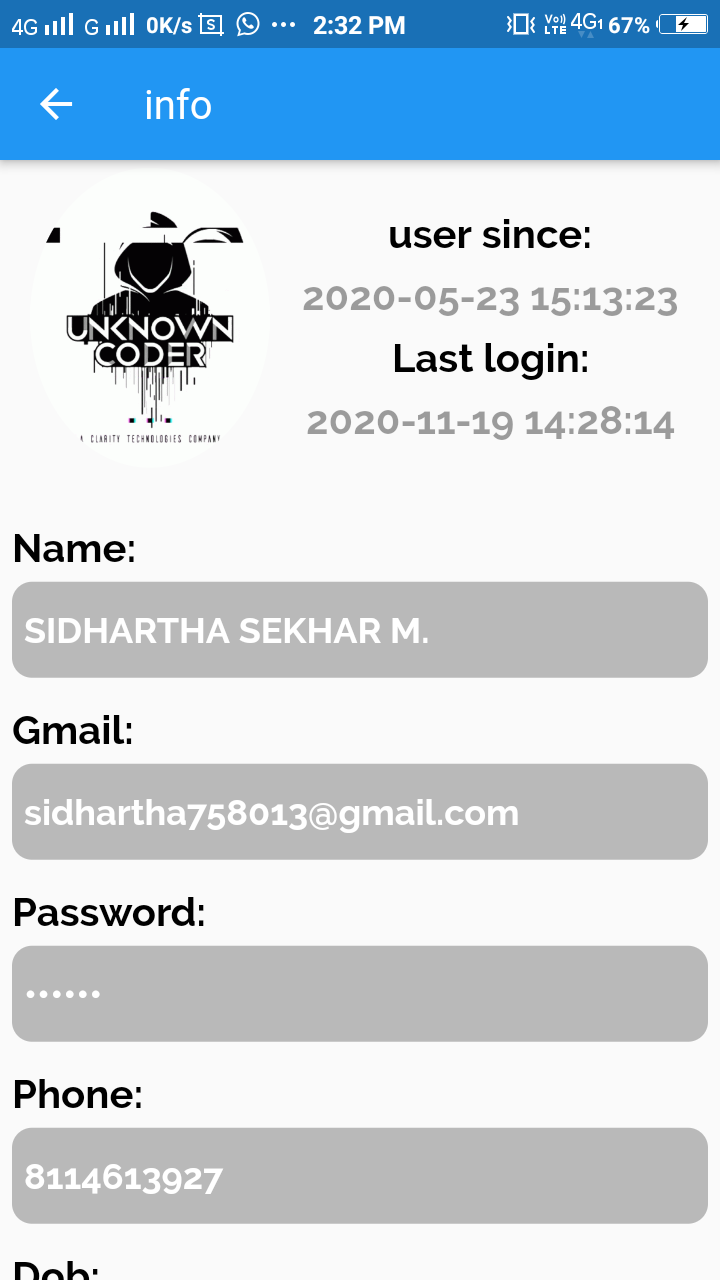 4G G 0K/s S ••• 2:32 PM Vo)) LTE 4G1 67%
info
UNKNOWN
CODER
A CLARITY TECHNOLOGIES COMPANY
user since:
2020-05-23 15:13:23
Last login:
2020-11-19 14:28:14
Name:
SIDHARTHA SEKHAR M.
Gmail:
sidhartha758013@gmail.com
Password:
••••••
Phone:
8114613927
Dob: